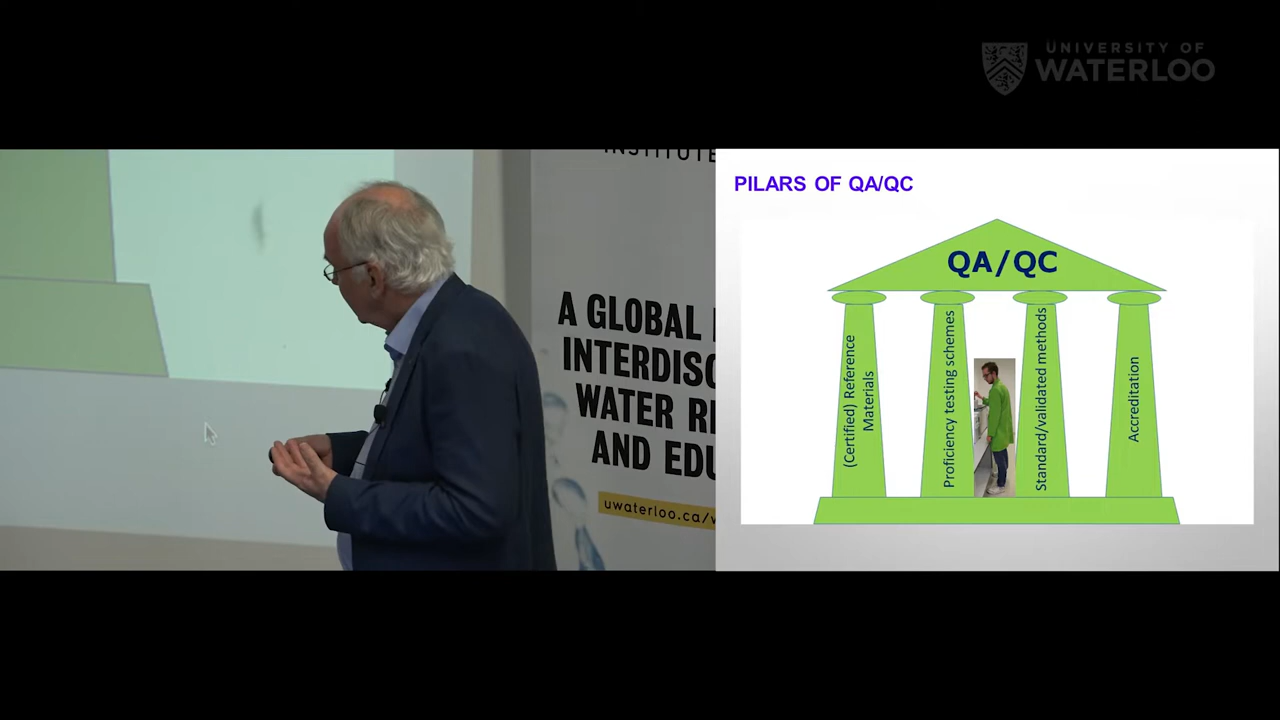 UNIVERSITY OF
WATERLOO
INSTITUTE
A GLOBAL
INTERDISC
WATER
AND EDU
uwaterloo.ca/
PILARS OF QA/QC
QA/QC
(Certified) Reference
Materials
Proficiency testing schemes
Standard/validated methods
Accreditation